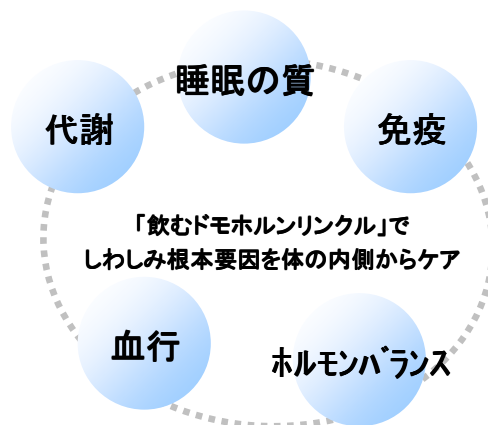 睡眠の質
代謝
免疫
「飲むドモホルンリンクル」で
しわしみ根本要因を体の内側からケア
血行
ホルモンバランス